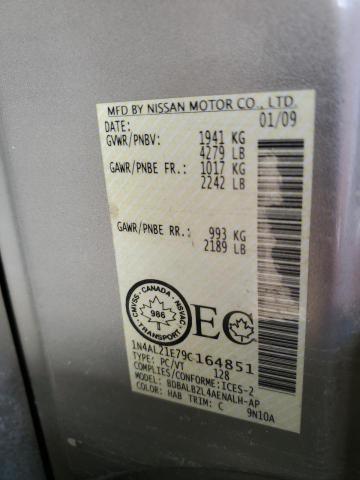 MFD BY NISSAN MOTOR CO., LTD.
DATE: 01/09
GVWR/PNBV: 1941 KG
4279 LB
GAWR/PNBE FR: 1017 KG
2242 LB
GAWR/PNBE RR: 993 KG
2189 LB
CMVSS - CANADA - NSVAC
986
TRANSPORT
EC
1N4AL21E79C164851
TYPE: PC/VT 128
COMPLIES/CONFORME:ICES-2
MODEL: BDBALBZL4AENALH-AP
COLOR: HAB TRIM: C 9N10A